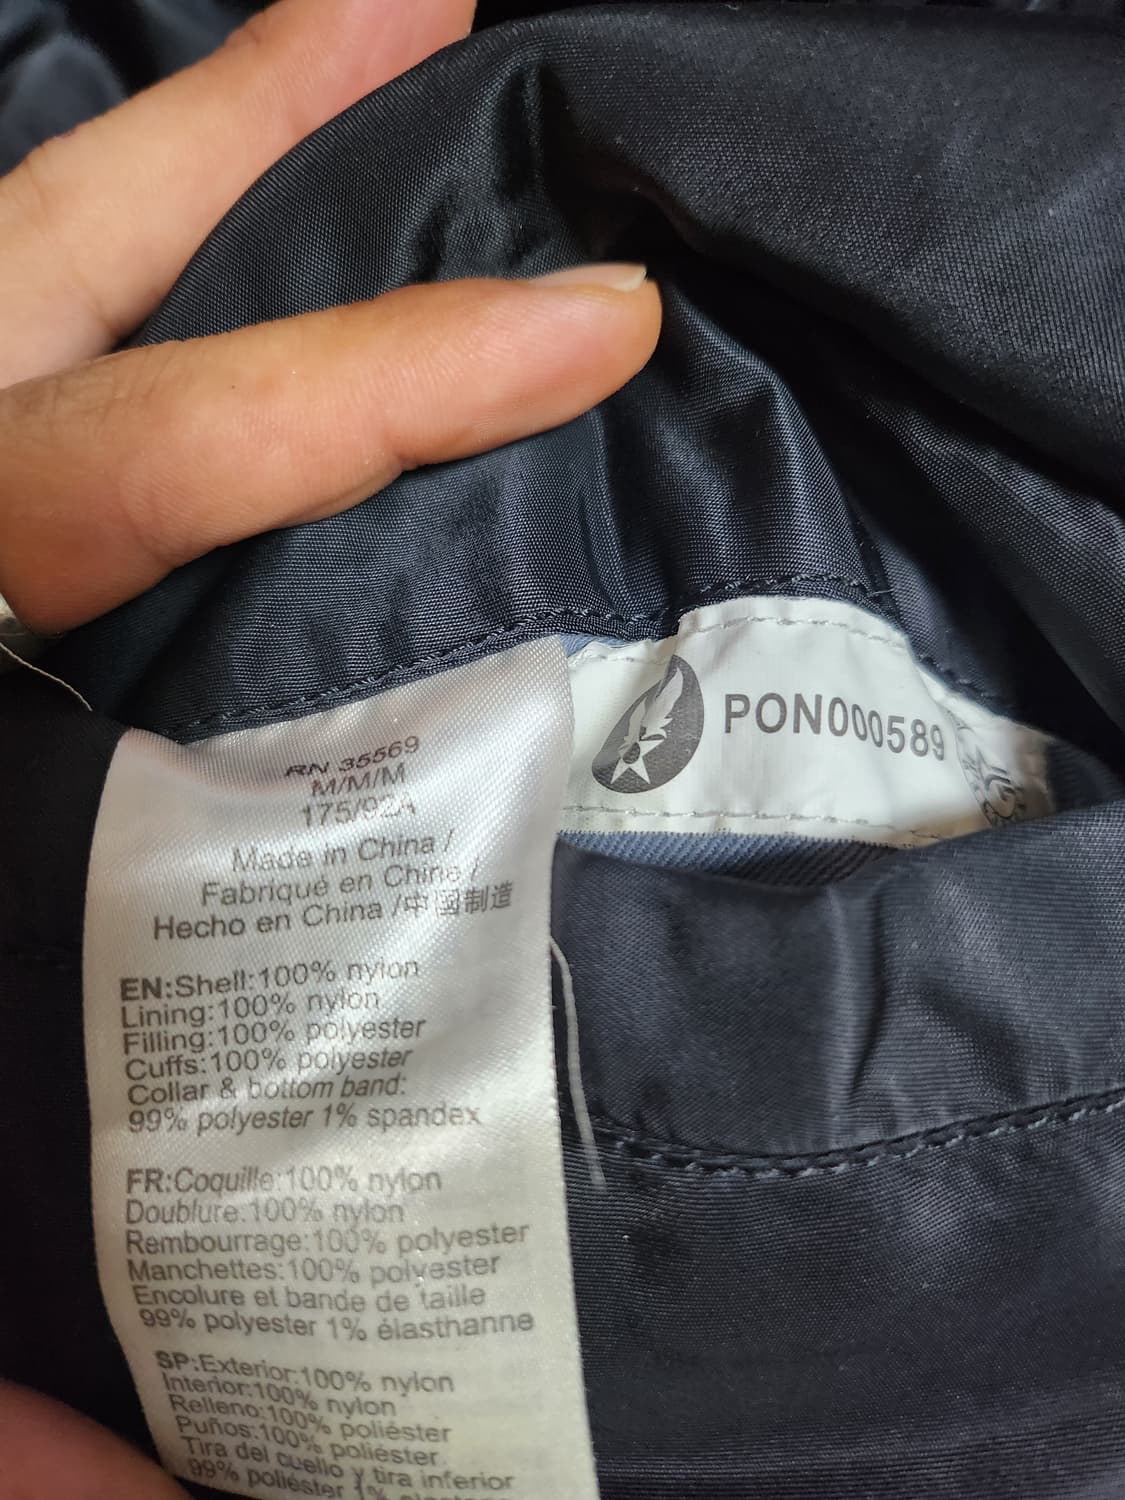 RN 35569
M/M/M
175/92A
Made in China /
Fabriqué en Chine /
Hecho en China /中国制造
EN:Shell:100% nylon
Lining:100% nylon
Filling:100% polyester
Cuffs:100% polyester
Collar & bottom band:
99% polyester 1% spandex
FR:Coquille:100% nylon
Doublure:100% nylon
Rembourrage:100% polyester
Manchettes:100% polyester
Encolure et bande de taille
99% polyester 1% élasthanne
SP:Exterior:100% nylon
Interior:100% nylon
Relleno:100% poliéster
Puños:100% poliéster
Tira del cuello y tira inferior
99% poliéster 1%
PON000589